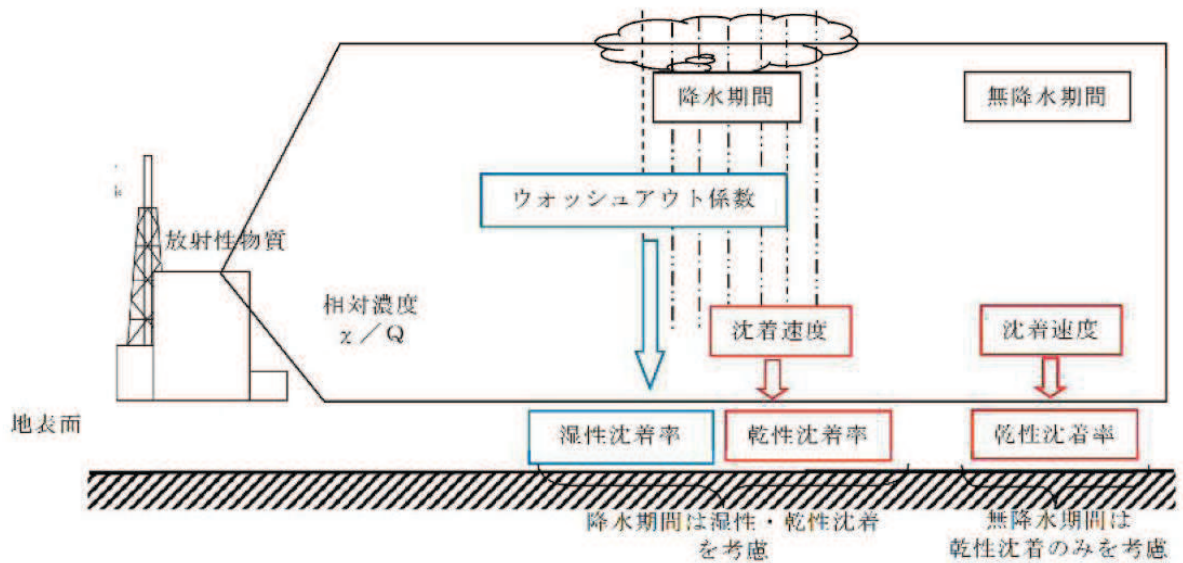 降水期間
無降水期間
ウォッシュアウト係数
放射性物質
相対濃度
χ／Q
沈着速度
沈着速度
地表面
湿性沈着率
乾性沈着率
乾性沈着率
降水期間は湿性・乾性沈着
を考慮
無降水期間は
乾性沈着のみを考慮